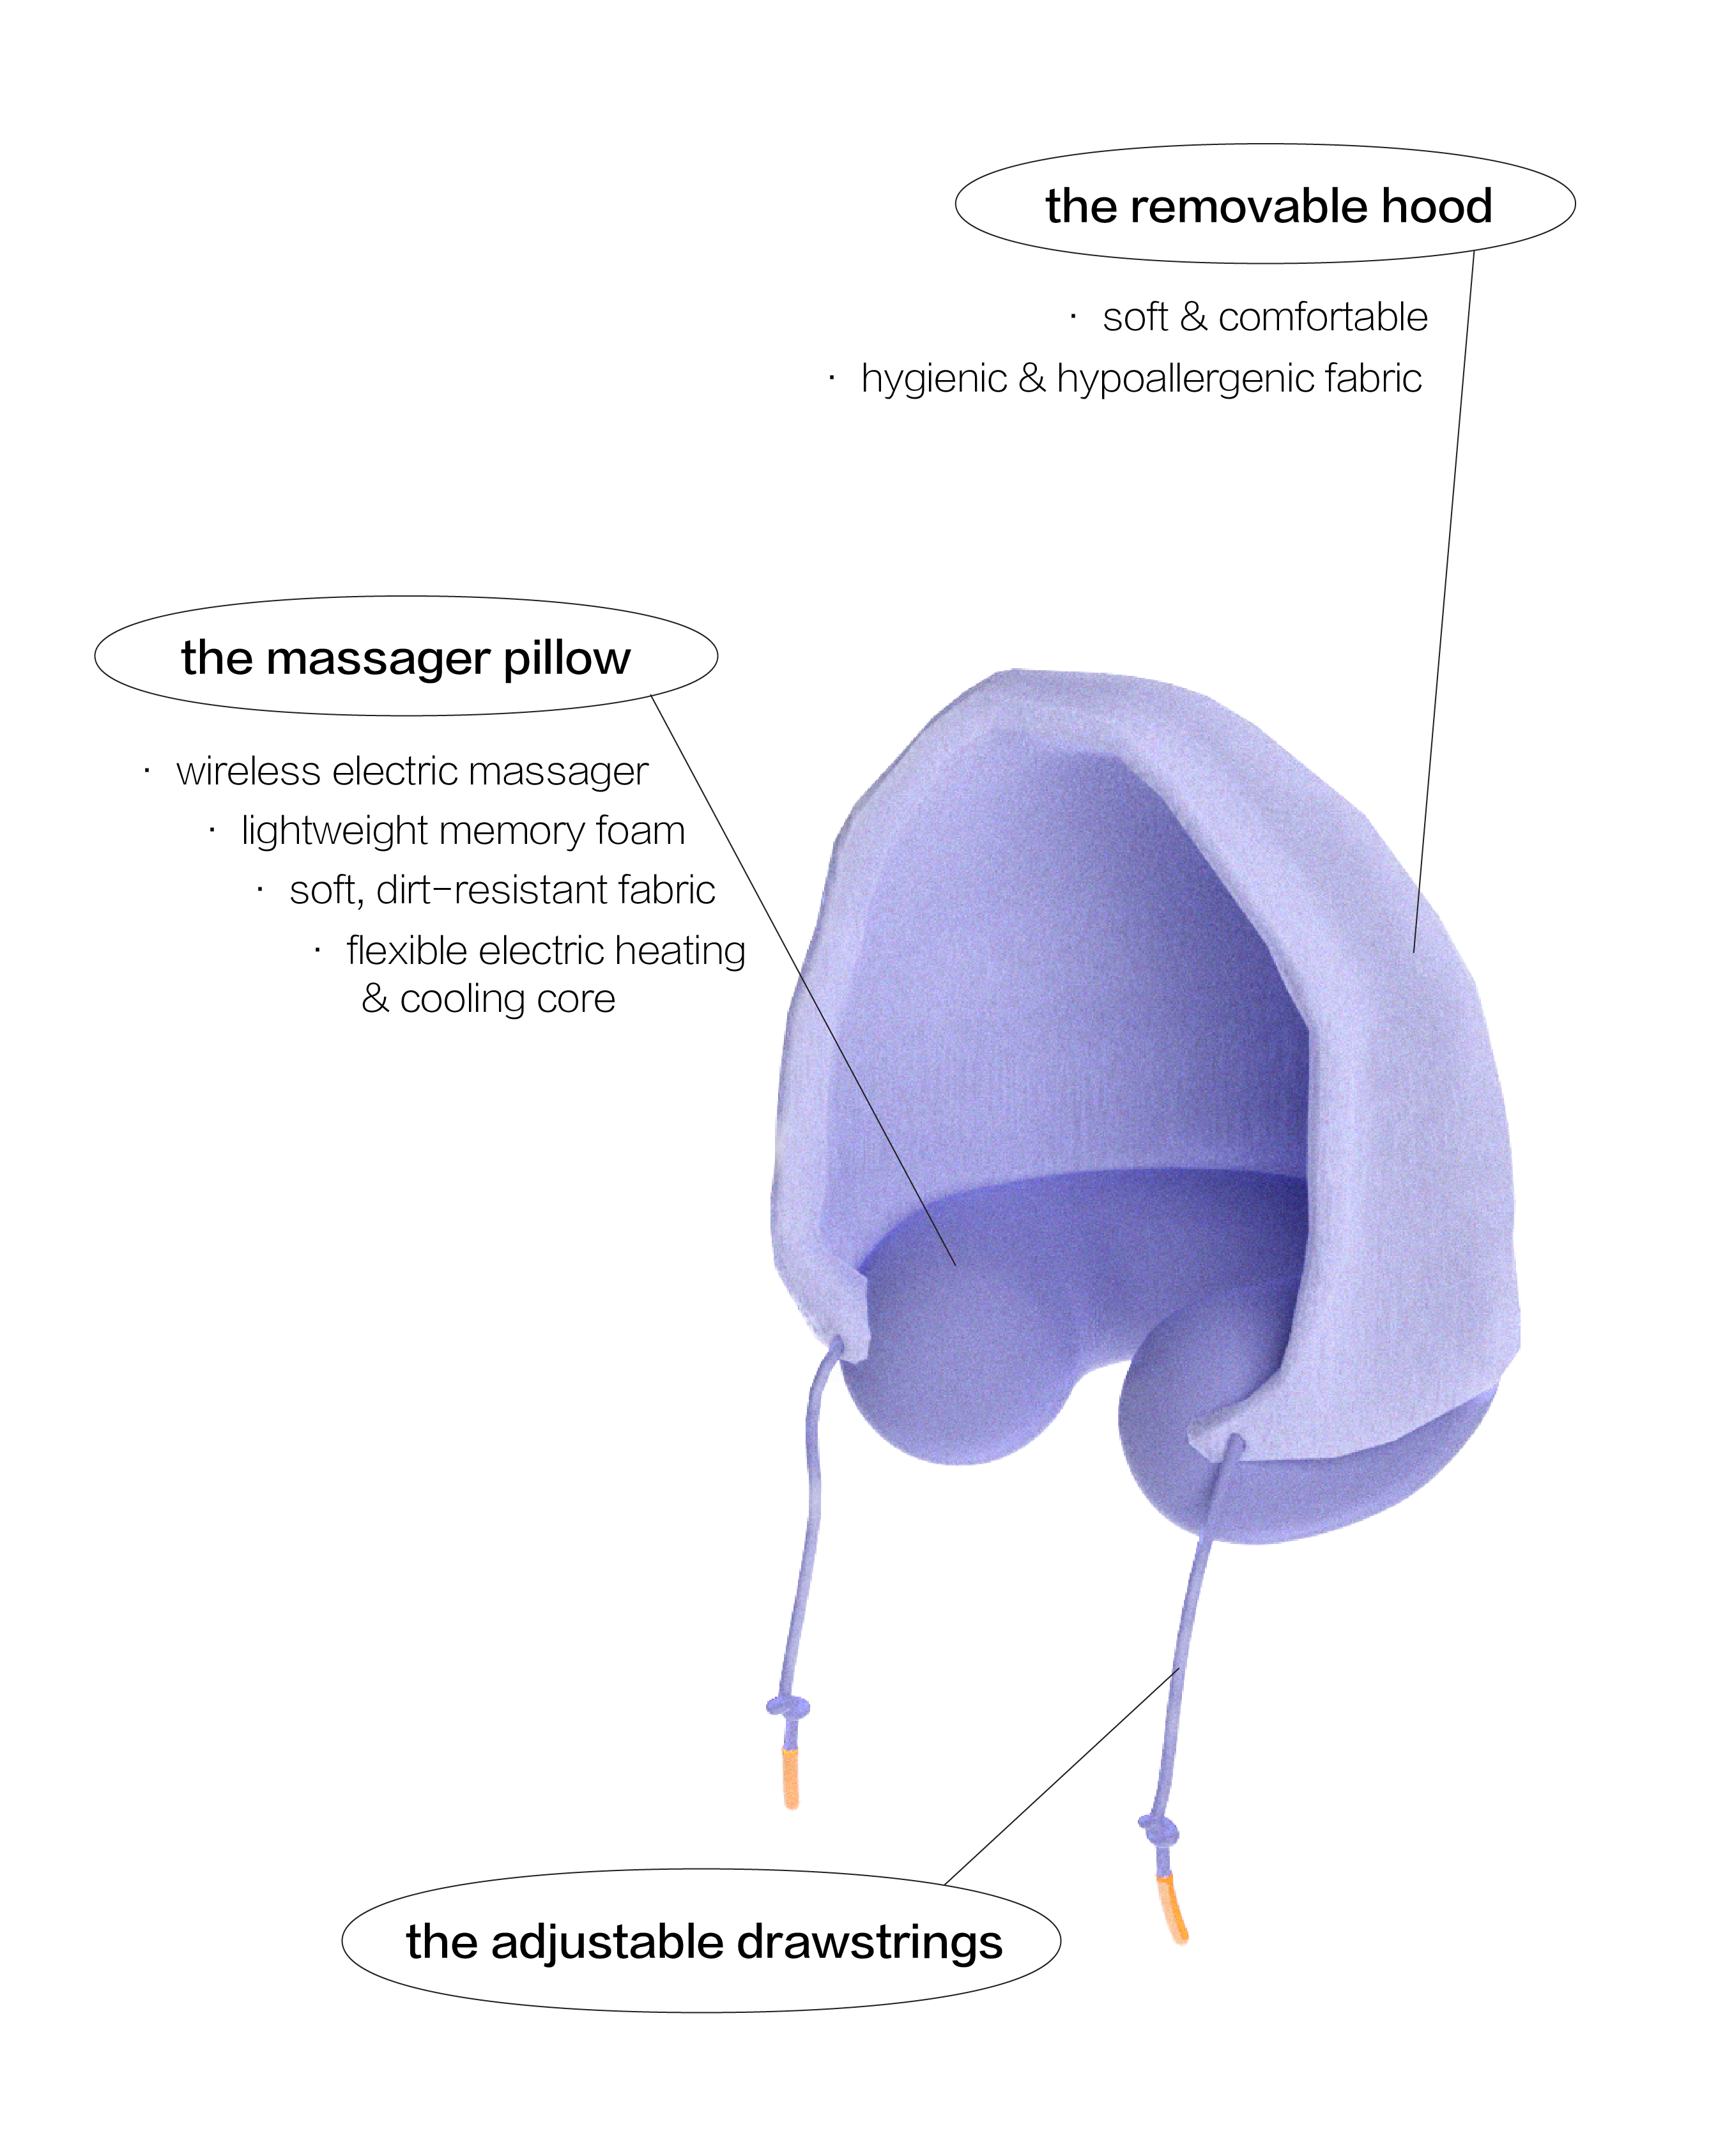 the removable hood
· soft & comfortable
· hygienic & hypoallergenic fabric
the massager pillow
· wireless electric massager
· lightweight memory foam
· soft, dirt-resistant fabric
· flexible electric heating
& cooling core
the adjustable drawstrings